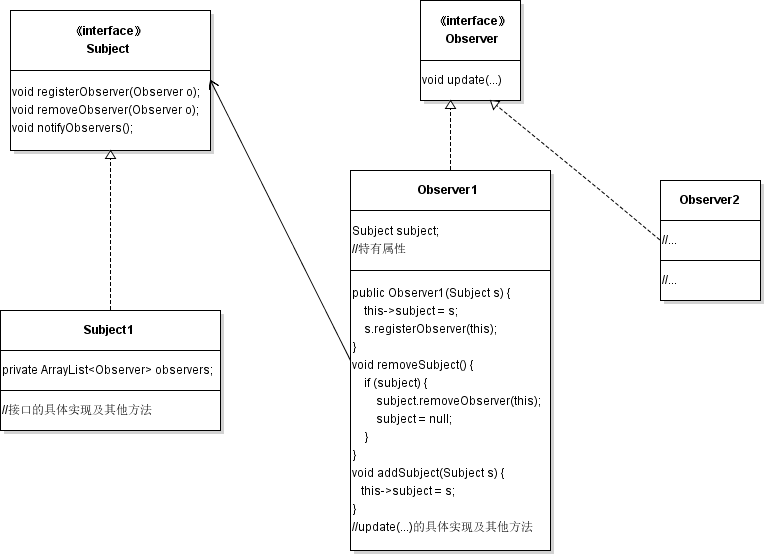 《interface》
Subject
void registerObserver(Observer o);
void removeObserver(Observer o);
void notifyObservers();
《interface》
Observer
void update(...)
Subject1
private ArrayList<Observer> observers;
//接口的具体实现及其他方法
Observer1
Subject subject;
//特有属性
public Observer1(Subject s) {
this->subject = s;
s.registerObserver(this);
}
void removeSubject() {
if (subject) {
subject.removeObserver(this);
subject = null;
}
}
void addSubject(Subject s) {
this->subject = s;
}
//update(...)的具体实现及其他方法
Observer2
//...
//...